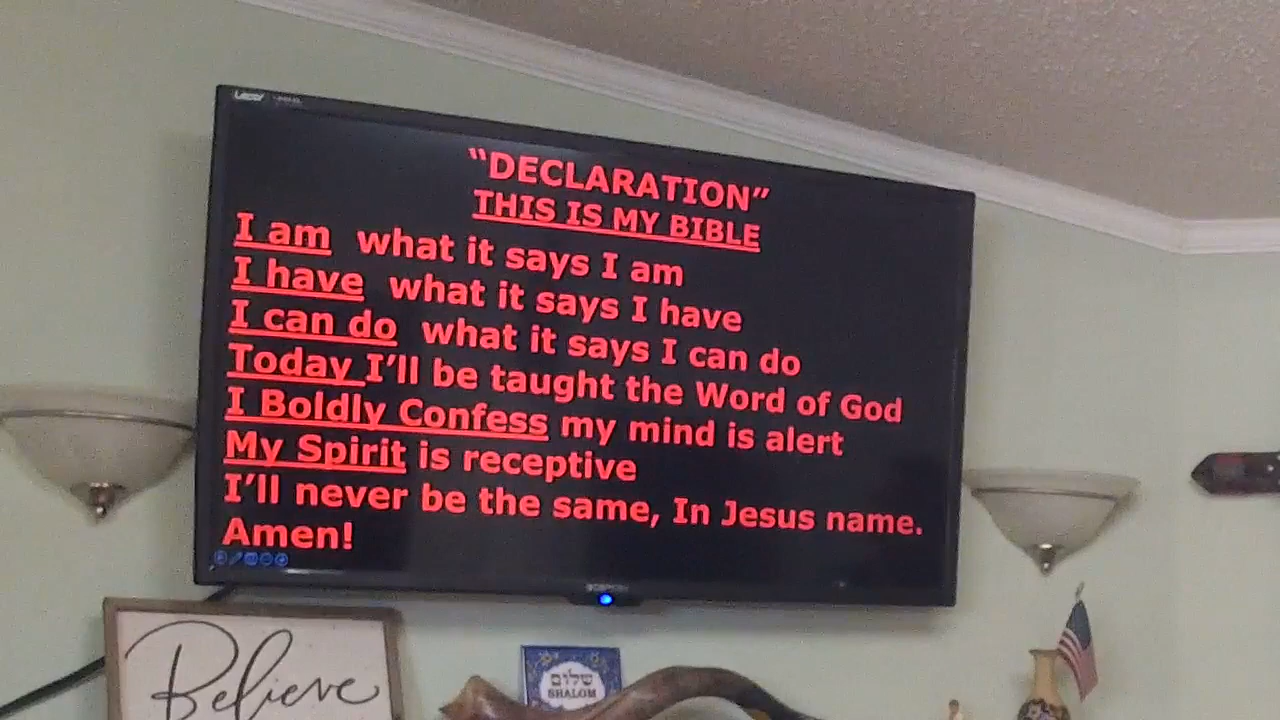 “DECLARATION”
THIS IS MY BIBLE
I am what it says I am
I have what it says I have
I can do what it says I can do
Today I’ll be taught the Word of God
I Boldly Confess my mind is alert
My Spirit is receptive
I’ll never be the same, In Jesus name.
Amen!
Believe
שלום
SHALOM